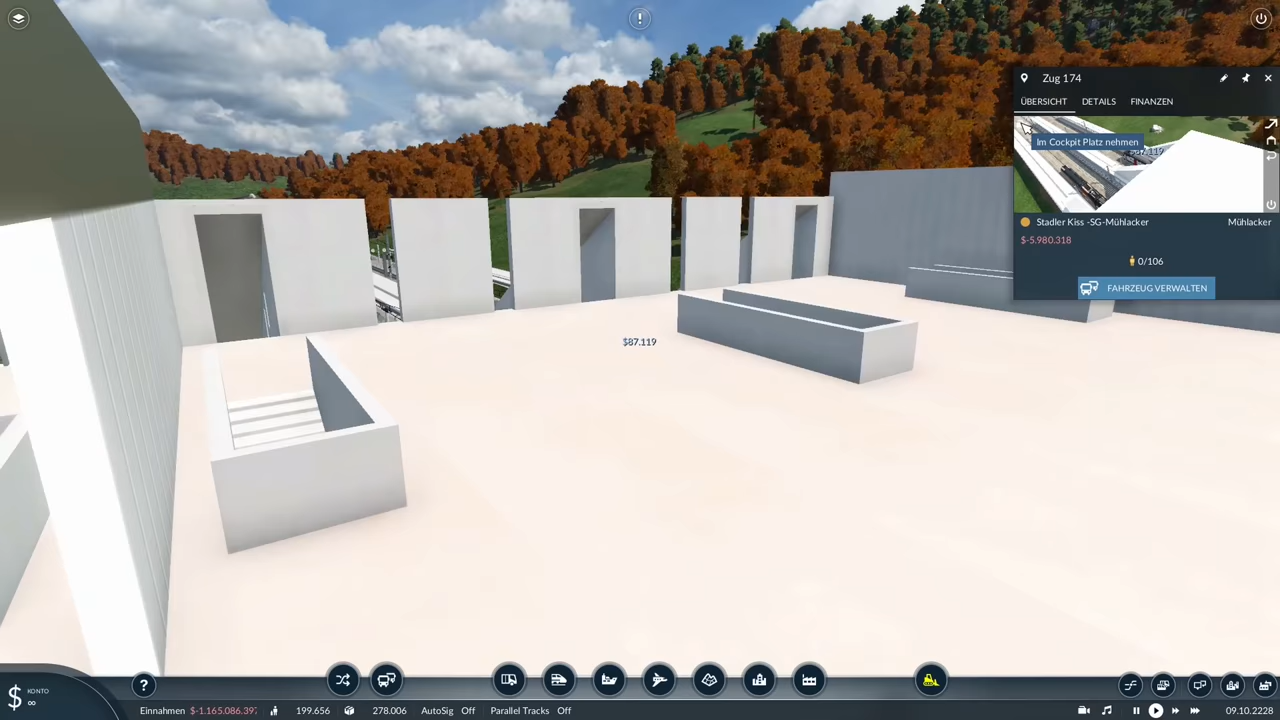 Zug 174
ÜBERSICHT DETAILS FINANZEN
Im Cockpit Platz nehmen
Stadler Kiss -SG-Mühlacker Mühlacker
$-5.980.318
0/106
FAHRZEUG VERWALTEN
$87.119
?
$ KONTO
∞
Einnahmen $-1.165.086.39 199.656 278.006 AutoSig Off Parallel Tracks Off 09.10.2228